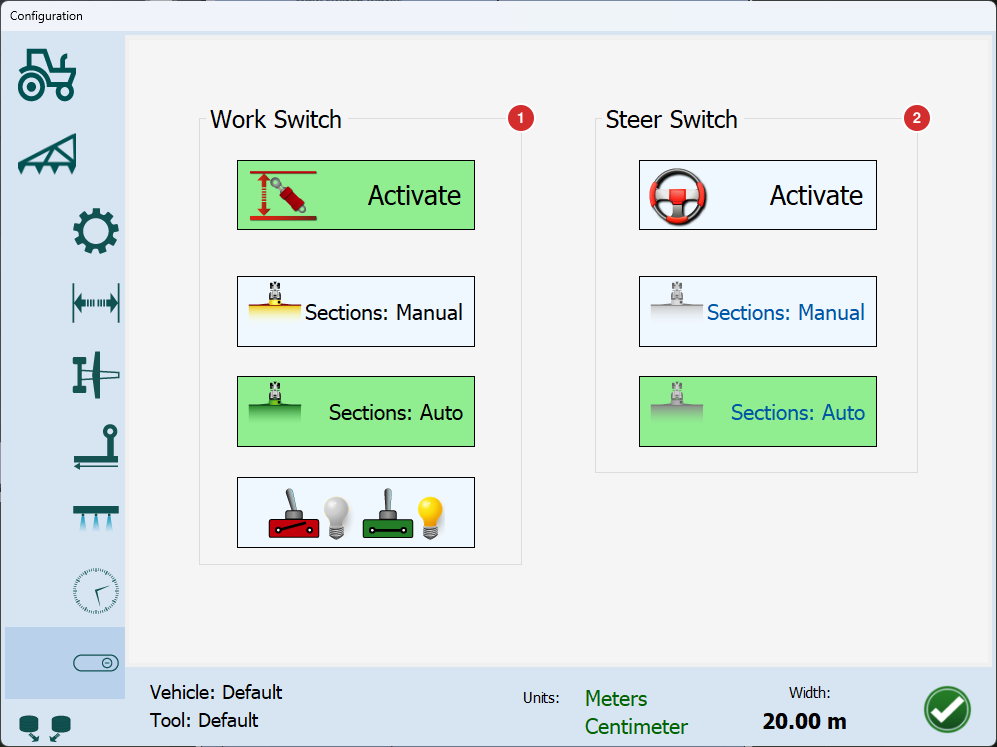 Configuration
Work Switch
1
Steer Switch
2
Activate
Activate
Sections: Manual
Sections: Manual
Sections: Auto
Sections: Auto
Vehicle: Default
Tool: Default
Units:
Meters
Centimeter
Width:
20.00 m